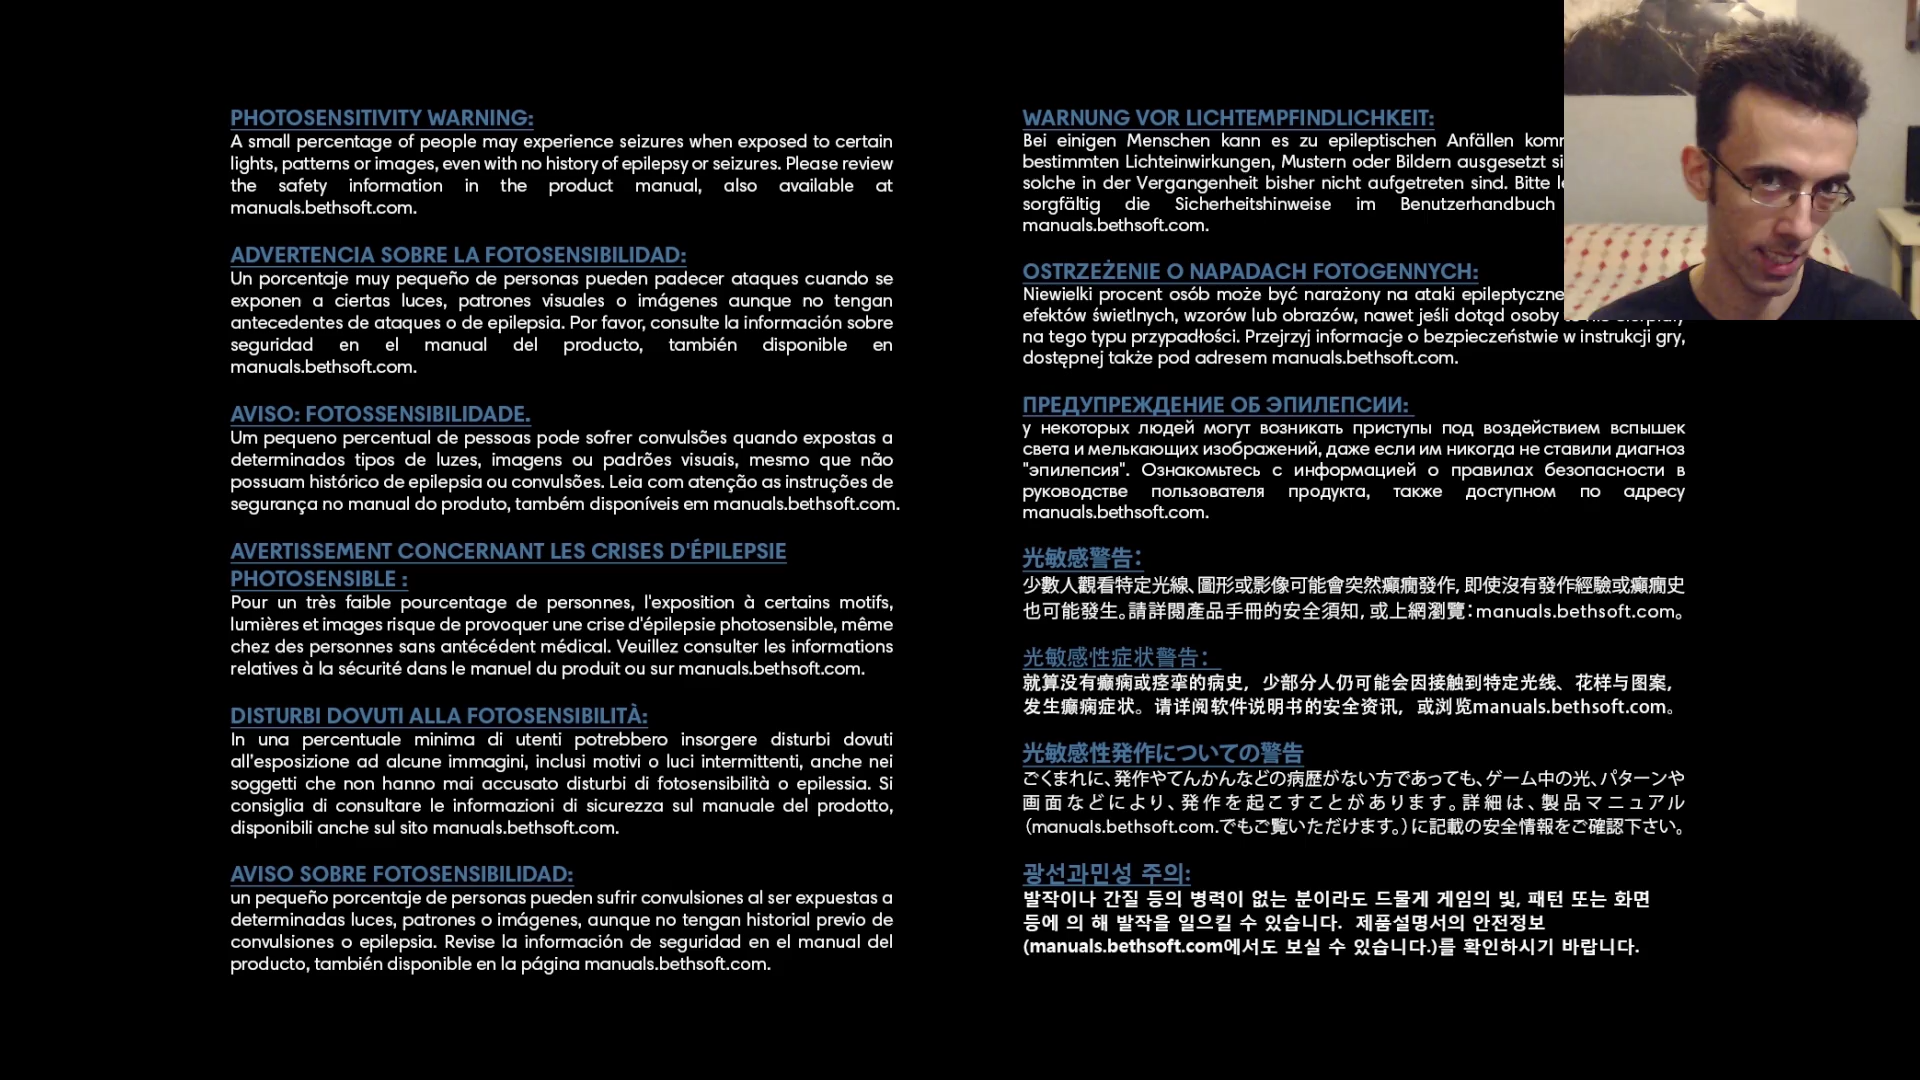 PHOTOSENSITIVITY WARNING:
A small percentage of people may experience seizures when exposed to certain
lights, patterns or images, even with no history of epilepsy or seizures. Please review
the safety information in the product manual, also available at
manuals.bethsoft.com.
ADVERTENCIA SOBRE LA FOTOSENSIBILIDAD:
Un porcentaje muy pequeño de personas pueden padecer ataques cuando se
exponen a ciertas luces, patrones visuales o imágenes aunque no tengan
antecedentes de ataques o de epilepsia. Por favor, consulte la información sobre
seguridad en el manual del producto, también disponible en
manuals.bethsoft.com.
AVISO: FOTOSSENSIBILIDADE.
Um pequeno percentual de pessoas pode sofrer convulsões quando expostas a
determinados tipos de luzes, imagens ou padrões visuais, mesmo que não
possuam histórico de epilepsia ou convulsões. Leia com atenção as instruções de
segurança no manual do produto, também disponíveis em manuals.bethsoft.com.
AVERTISSEMENT CONCERNANT LES CRISES D'ÉPILEPSIE
PHOTOSENSIBLE :
Pour un très faible pourcentage de personnes, l'exposition à certains motifs,
lumières et images risque de provoquer une crise d'épilepsie photosensible, même
chez des personnes sans antécédent médical. Veuillez consulter les informations
relatives à la sécurité dans le manuel du produit ou sur manuals.bethsoft.com.
DISTURBI DOVUTI ALLA FOTOSENSIBILITÀ:
In una percentuale minima di utenti potrebbero insorgere disturbi dovuti
all'esposizione ad alcune immagini, inclusi motivi o luci intermittenti, anche nei
soggetti che non hanno mai accusato disturbi di fotosensibilità o epilessia. Si
consiglia di consultare le informazioni di sicurezza sul manuale del prodotto,
disponibili anche sul sito manuals.bethsoft.com.
AVISO SOBRE FOTOSENSIBILIDAD:
un pequeño porcentaje de personas pueden sufrir convulsiones al ser expuestas a
determinadas luces, patrones o imágenes, aunque no tengan historial previo de
convulsiones o epilepsia. Revise la información de seguridad en el manual del
producto, también disponible en la página manuals.bethsoft.com.
WARNUNG VOR LICHTEMPFINDLICHKEIT:
Bei einigen Menschen kann es zu epileptischen Anfällen
bestimmten Lichteinwirkungen, Mustern oder Bildern ausgesetzt
solche in der Vergangenheit bisher nicht aufgetreten sind. Bitte
sorgfältig die Sicherheitshinweise im Benutzerhandbuch
manuals.bethsoft.com.
OSTRZEŻENIE O NAPADACH FOTOGENNYCH:
Niewielki procent osób może być narażony na ataki epileptyczne
efektów świetlnych, wzorów lub obrazów, nawet jeśli dotąd osoby
na tego typu przypadłości. Przejrzyj informacje o bezpieczeństwie w instrukcji gry,
dostępnej także pod adresem manuals.bethsoft.com.
ПРЕДУПРЕЖДЕНИЕ ОБ ЭПИЛЕПСИИ:
у некоторых людей могут возникать приступы под воздействием вспышек
света и мелькающих изображений, даже если им никогда не ставили диагноз
"эпилепсия". Ознакомьтесь с информацией о правилах безопасности в
руководстве пользователя продукта, также доступном по адресу
manuals.bethsoft.com.
光敏感警告：
少數人觀看特定光線、圖形或影像可能會突然癲癇發作，即使沒有發作經驗或癲癇史
也可能發生。請詳閱產品手冊的安全須知，或上網瀏覽：manuals.bethsoft.com。
光敏感性症状警告：
就算没有癫痫或痉挛的病史，少部分人仍可能会因接触到特定光线、花样与图案，
发生癫痫症状。请详阅软件说明书的安全资讯，或浏览manuals.bethsoft.com。
光敏感性発作についての警告
ごくまれに、発作やてんかんなどの病歴がない方であっても、ゲーム中の光、パターンや
画面などにより、発作を起こすことがあります。詳細は、製品マニュアル
（manuals.bethsoft.com.でもご覧いただけます。）に記載の安全情報をご確認下さい。
광선과민성 주의:
발작이나 간질 등의 병력이 없는 분이라도 드물게 게임의 빛, 패턴 또는 화면
등에 의 해 발작을 일으킬 수 있습니다. 제품설명서의 안전정보
(manuals.bethsoft.com에서도 보실 수 있습니다.)를 확인하시기 바랍니다.